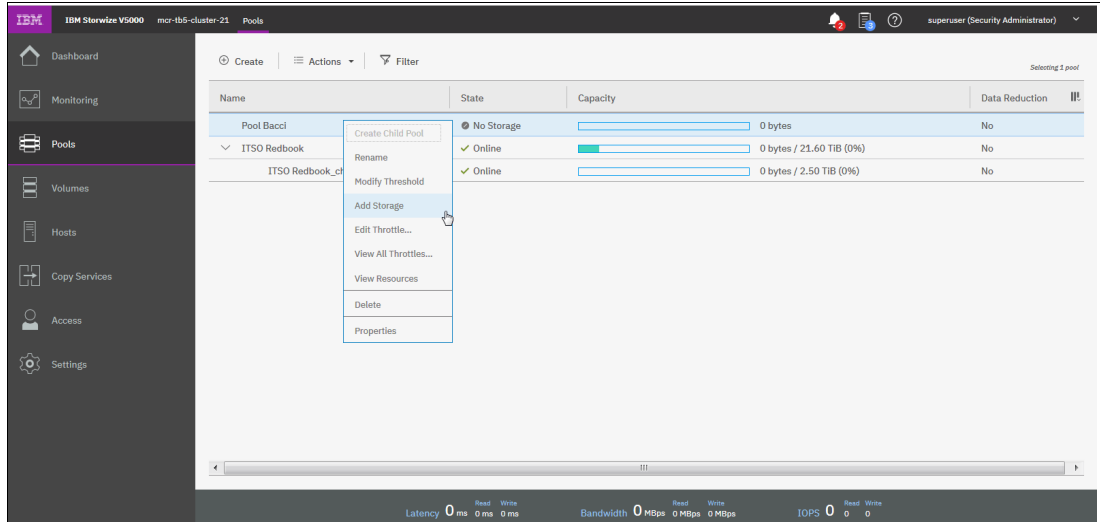 IBM IBM Storwize V5000 mcr-tb5-cluster-21 Pools 2 3 ? superuser (Security Administrator)
Dashboard
Monitoring
Pools
Volumes
Hosts
Copy Services
Access
Settings
Create Actions Filter
Selecting 1 pool
Name State Capacity Data Reduction
Pool Bacci No Storage 0 bytes No
ITSO Redbook Online 0 bytes / 21.60 TiB (0%) No
ITSO Redbook_ch Online 0 bytes / 2.50 TiB (0%) No
Create Child Pool
Rename
Modify Threshold
Add Storage
Edit Throttle...
View All Throttles...
View Resources
Delete
Properties
Read Write Read Write Read Write
Latency 0 ms 0 ms 0 ms Bandwidth 0 MBps 0 MBps 0 MBps IOPS 0 0 0